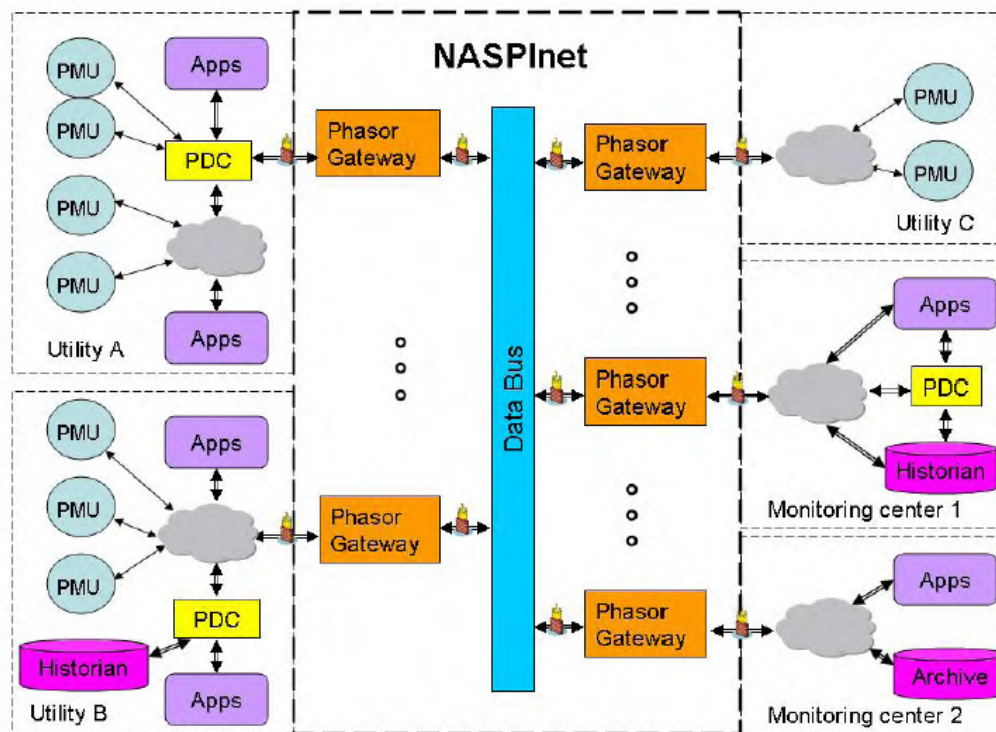 PMU
PMU
PMU
PMU
Apps
PDC
Apps
Utility A
PMU
PMU
PMU
Apps
PDC
Historian
Apps
Utility B
NASPInet
Phasor
Gateway
Phasor
Gateway
Data Bus
Phasor
Gateway
Phasor
Gateway
Phasor
Gateway
PMU
PMU
Utility C
Apps
PDC
Historian
Monitoring center 1
Apps
Archive
Monitoring center 2